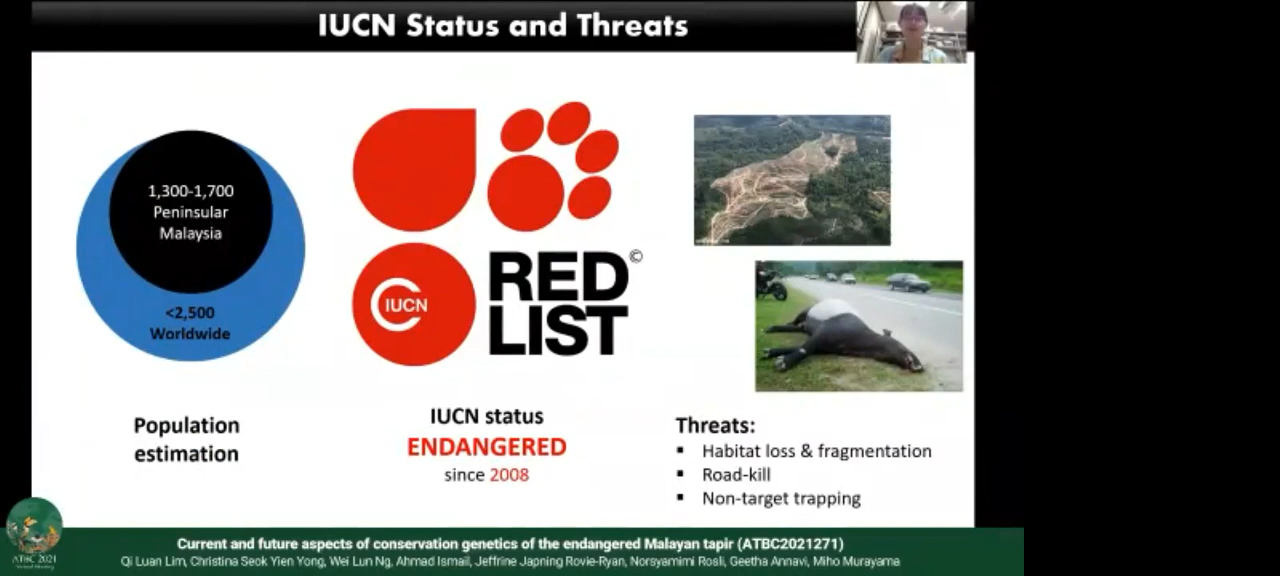 IUCN Status and Threats
1,300-1,700
Peninsular
Malaysia
<2,500
Worldwide
Population
estimation
IUCN
RED
LIST
©
IUCN status
ENDANGERED
since 2008
Threats:
▪ Habitat loss & fragmentation
▪ Road-kill
▪ Non-target trapping
ATBC 2021
Current and future aspects of conservation genetics of the endangered Malayan tapir (ATBC2021271)
Qi Luan Lim, Christina Seok Yien Yong, Wei Lun Ng, Ahmad Ismail, Jeffrine Japning Rovie-Ryan, Norsyamimi Rosli, Geetha Annavi, Miho Murayama